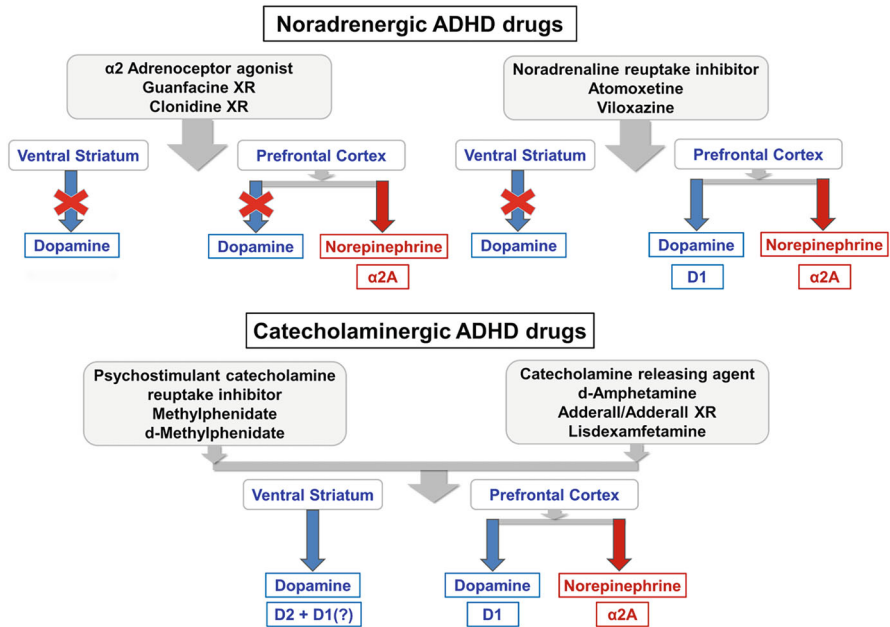 Noradrenergic ADHD drugs
α2 Adrenoceptor agonist
Guanfacine XR
Clonidine XR
Noradrenaline reuptake inhibitor
Atomoxetine
Viloxazine
Ventral Striatum
Prefrontal Cortex
Ventral Striatum
Prefrontal Cortex
Dopamine
Dopamine
Norepinephrine
α2A
Dopamine
Dopamine
D1
Norepinephrine
α2A
Catecholaminergic ADHD drugs
Psychostimulant catecholamine
reuptake inhibitor
Methylphenidate
d-Methylphenidate
Catecholamine releasing agent
d-Amphetamine
Adderall/Adderall XR
Lisdexamfetamine
Ventral Striatum
Prefrontal Cortex
Dopamine
D2 + D1(?)
Dopamine
D1
Norepinephrine
α2A